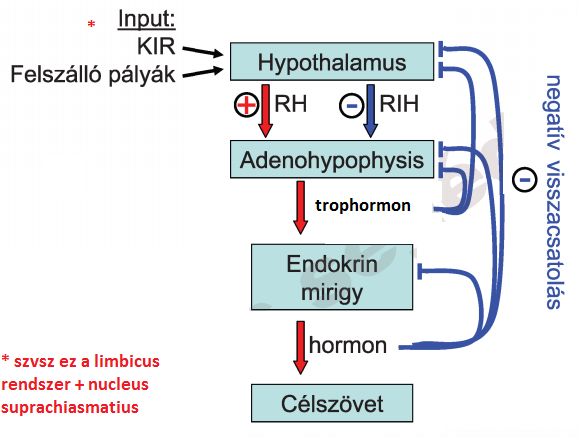 * Input:
KIR
Felszálló pályák
Hypothalamus
+ RH
- RIH
Adenohypophysis
trophormon
Endokrin
mirigy
hormon
Célszövet
negatív visszacsatolás
-
* szvsz ez a limbicus
rendszer + nucleus
suprachiasmatius